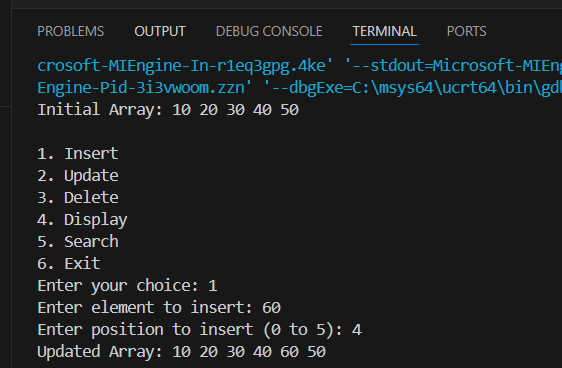 PROBLEMS OUTPUT DEBUG CONSOLE TERMINAL PORTS
crosoft-MIEngine-In-r1eq3gpg.4ke' '--stdout=Microsoft-MIEng
Engine-Pid-3i3vwoom.zzn' '--dbgExe=C:\msys64\ucrt64\bin\gd
Initial Array: 10 20 30 40 50
1. Insert
2. Update
3. Delete
4. Display
5. Search
6. Exit
Enter your choice: 1
Enter element to insert: 60
Enter position to insert (0 to 5): 4
Updated Array: 10 20 30 40 60 50